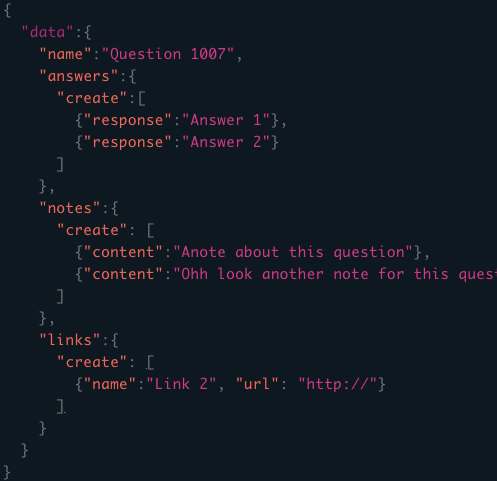 {
  "data":{
    "name":"Question 1007",
    "answers":{
      "create":[
        {"response":"Answer 1"},
        {"response":"Answer 2"}
      ]
    },
    "notes":{
      "create": [
        {"content":"Anote about this question"},
        {"content":"Ohh look another note for this
      ]
    },
    "links":{
      "create": [
        {"name":"Link 2", "url": "http://"}
      ]
    }
  }
}